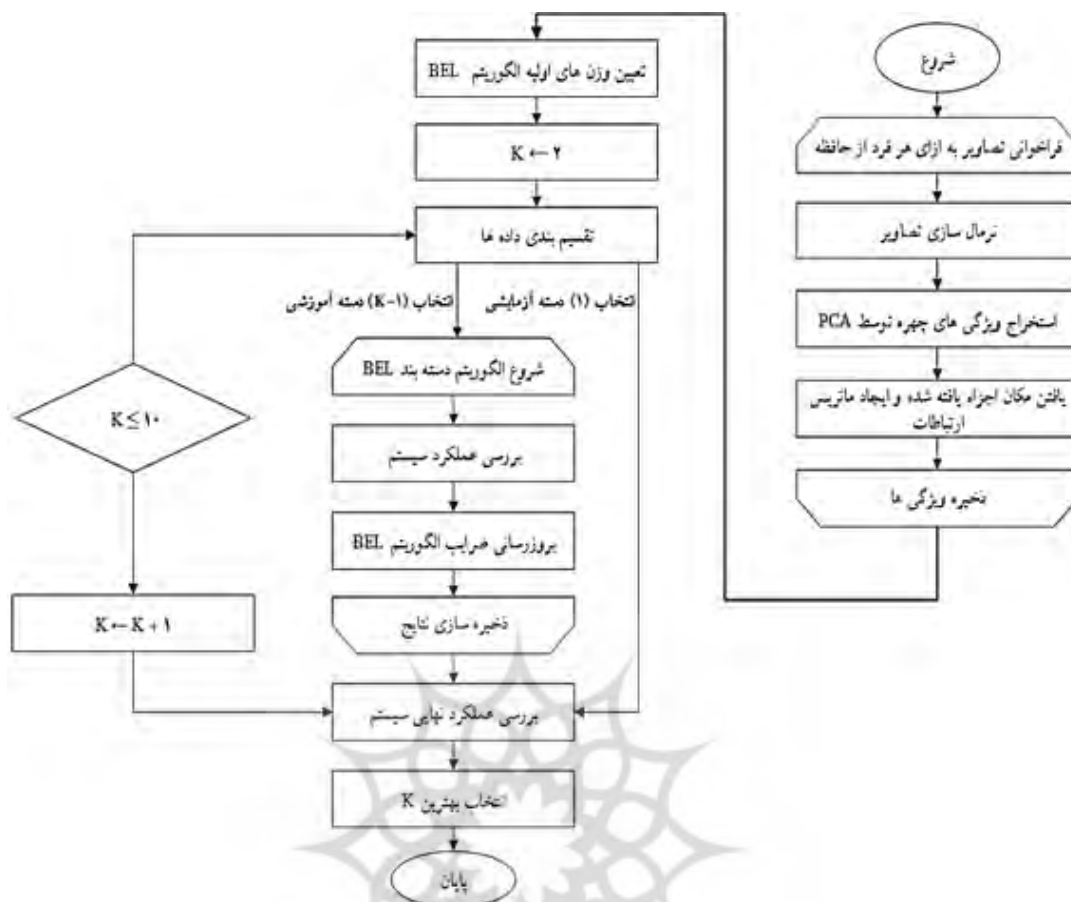 شروع
فراخوانی تصاویر به ازای هر فرد از حافظه
نرمال سازی تصاویر
استخراج ویژگی های چهره توسط PCA
یافتن مکان اجزاء یافته شده و ایجاد ماتریس
ارتباطات
ذخیره ویژگی ها
تعیین وزن های اولیه الگوریتم BEL
K ← ۲
تقسیم بندی داده ها
انتخاب (۱) دسته آزمایشی
انتخاب (K-۱) دسته آموزشی
شروع الگوریتم دسته بند BEL
بررسی عملکرد سیستم
بروزرسانی ضرایب الگوریتم BEL
ذخیره سازی نتایج
K ≤ ۱۰
K ← K + ۱
بررسی عملکرد نهایی سیستم
انتخاب بهترین K
پایان